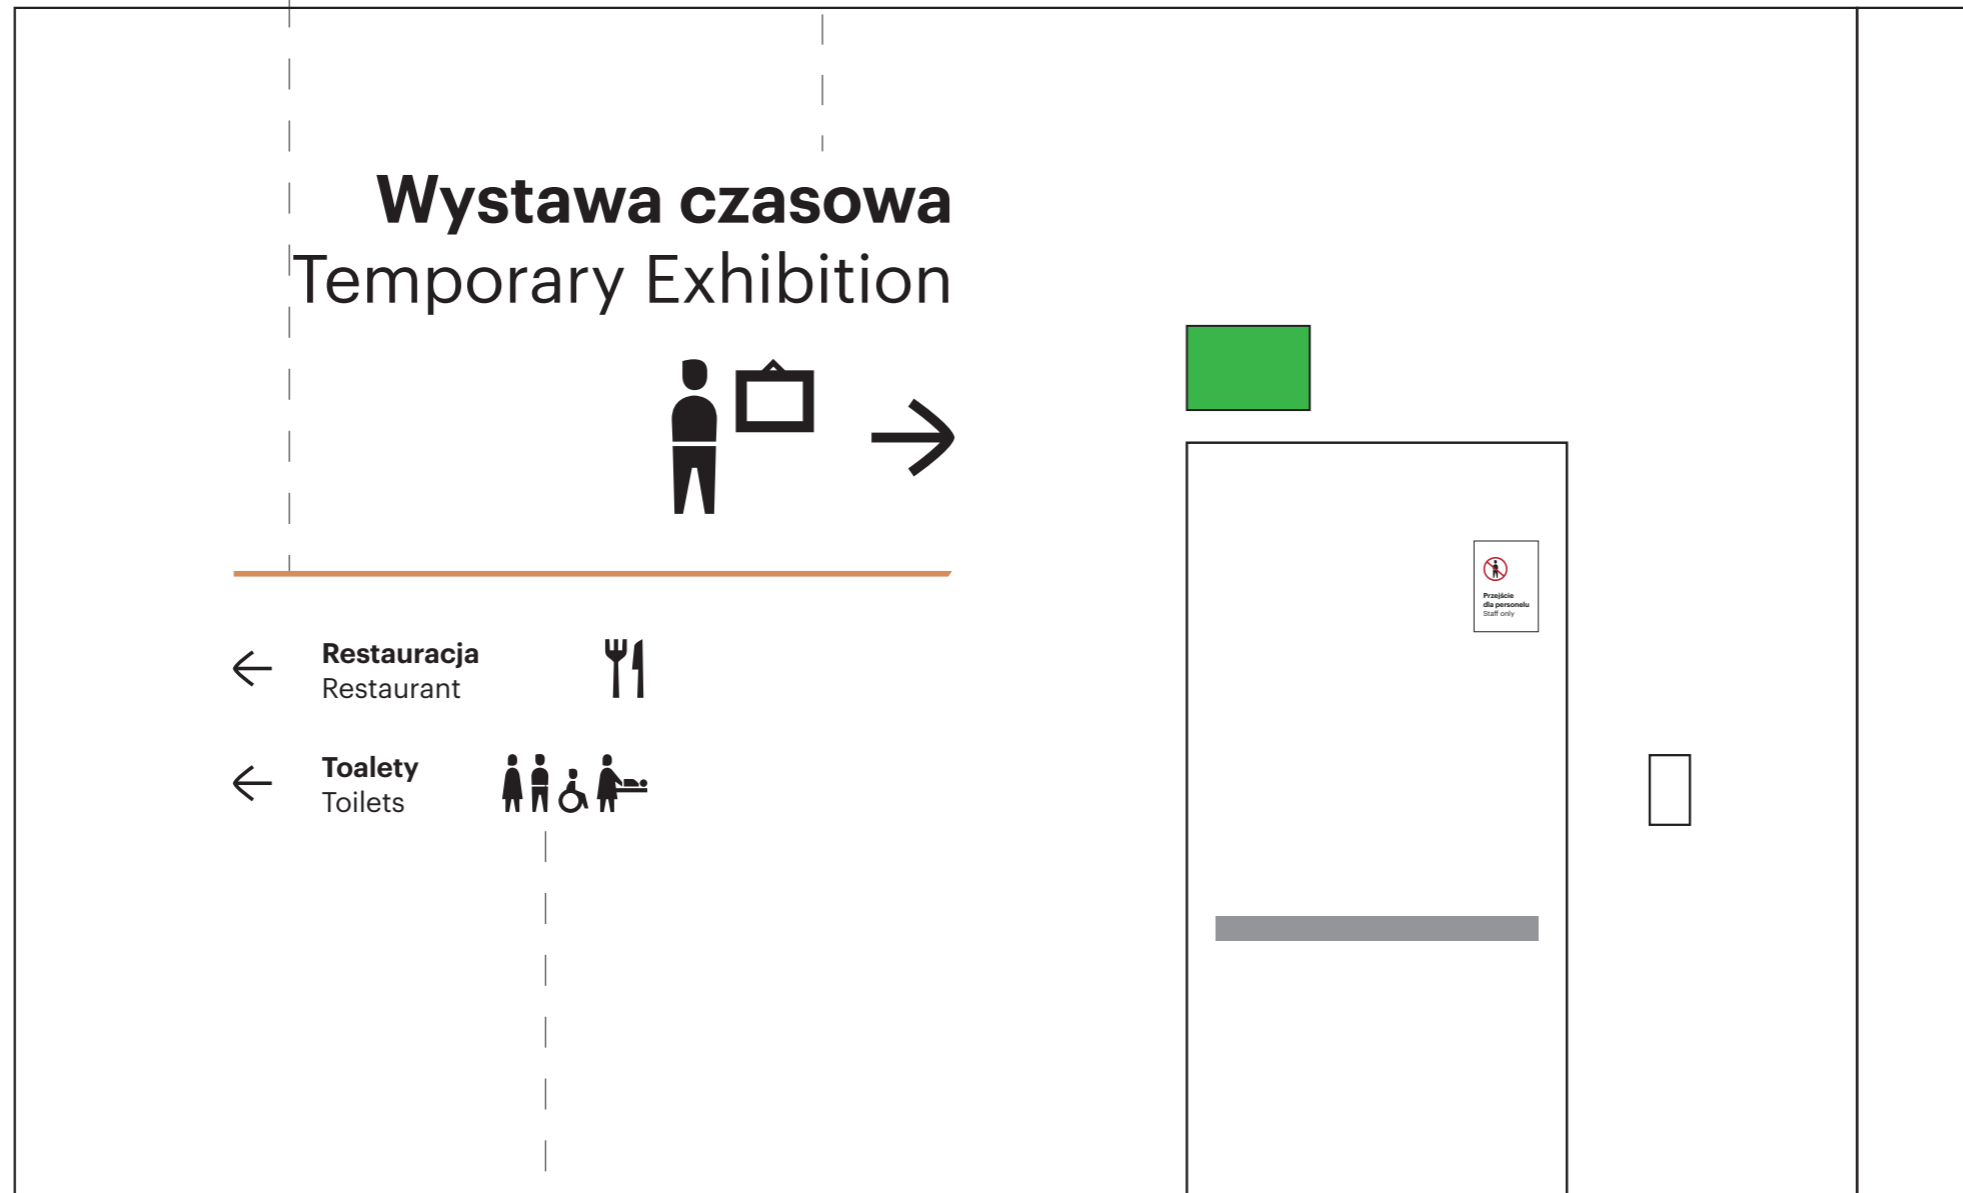 Wystawa czasowa
Temporary Exhibition
Restauracja
Restaurant
Toalety
Toilets
Przejście
dla personelu
Staff only